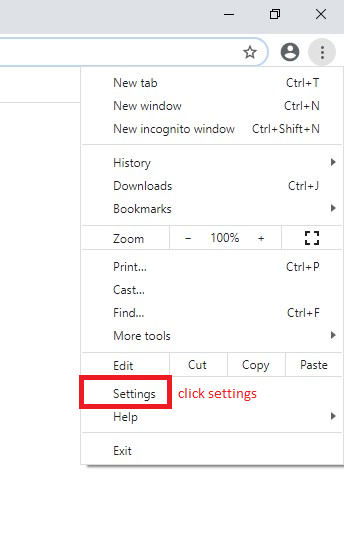 New tab Ctrl+T
New window Ctrl+N
New incognito window Ctrl+Shift+N
History
Downloads Ctrl+J
Bookmarks
Zoom − 100% +
Print... Ctrl+P
Cast...
Find... Ctrl+F
More tools
Edit Cut Copy Paste
Settings click settings
Help
Exit